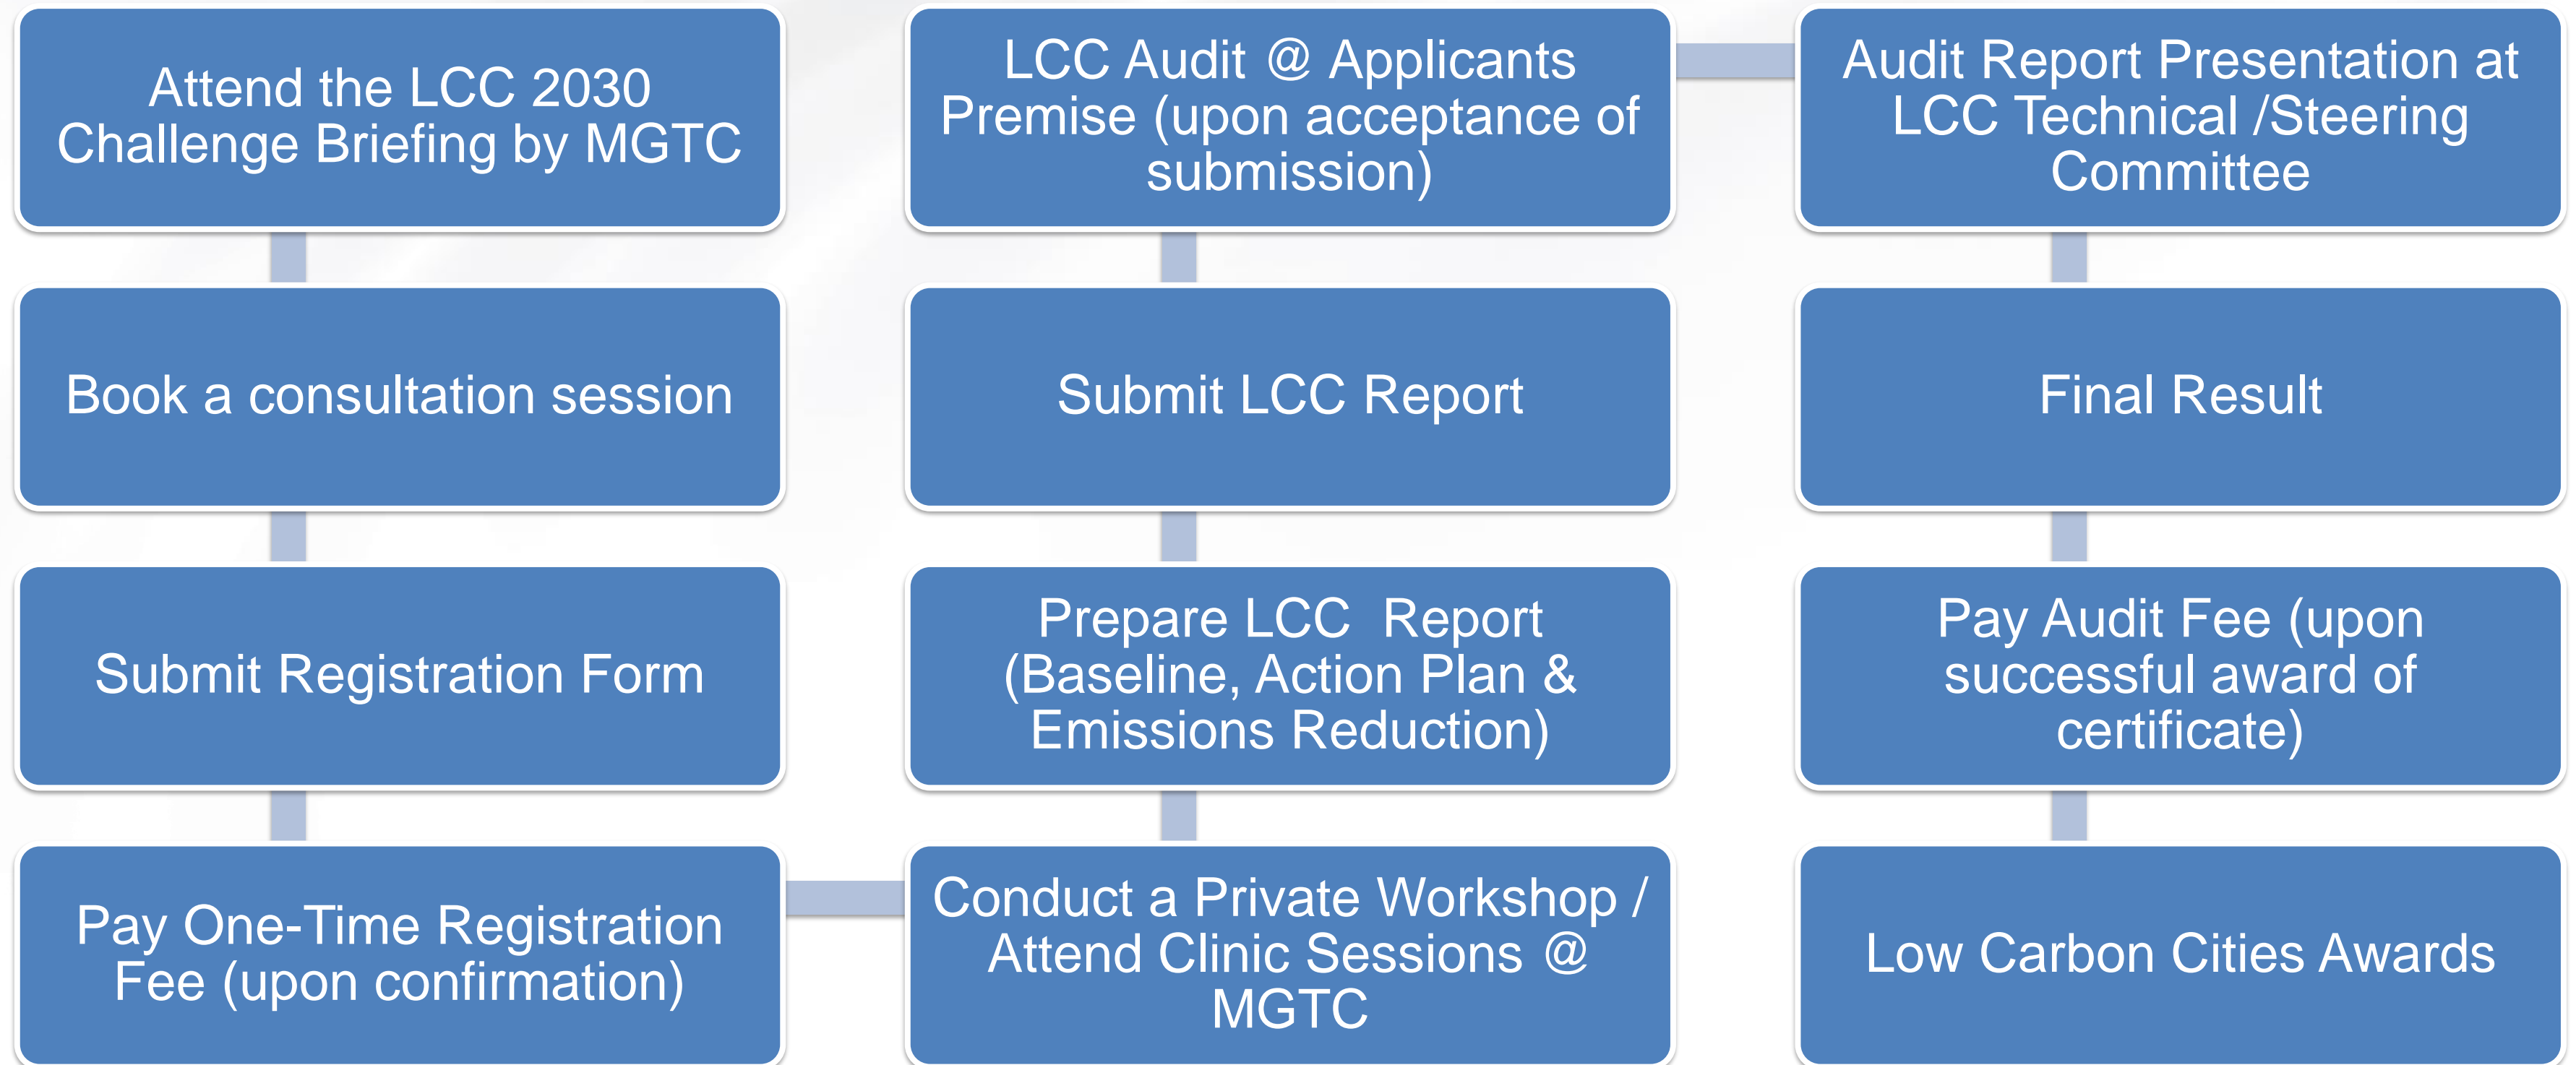 Attend the LCC 2030
Challenge Briefing by MGTC
Book a consultation session
Submit Registration Form
Pay One-Time Registration
Fee (upon confirmation)
Conduct a Private Workshop /
Attend Clinic Sessions @
MGTC
Prepare LCC  Report
(Baseline, Action Plan &
Emissions Reduction)
Submit LCC Report
LCC Audit @ Applicants
Premise (upon acceptance of
submission)
Audit Report Presentation at
LCC Technical /Steering
Committee
Final Result
Pay Audit Fee (upon
successful award of
certificate)
Low Carbon Cities Awards